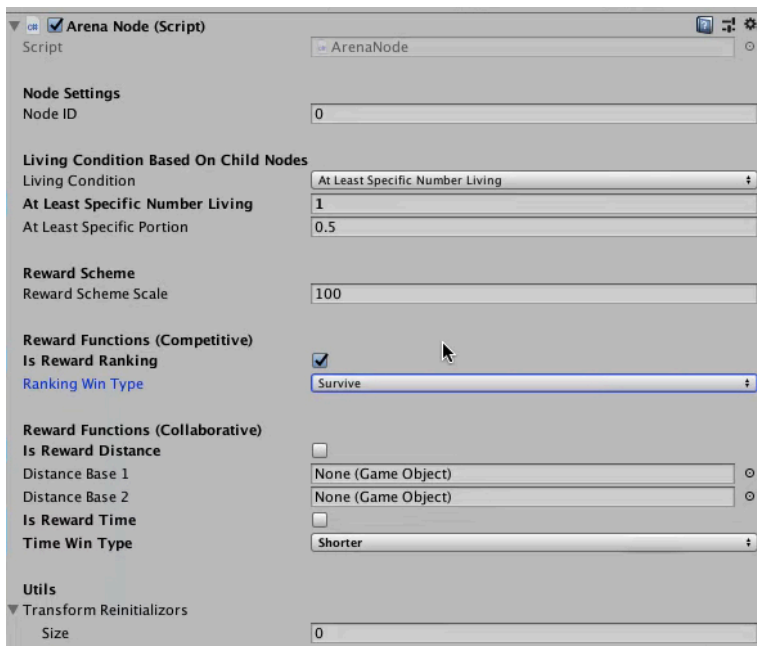 Arena Node (Script)
Script ArenaNode
Node Settings
Node ID 0
Living Condition Based On Child Nodes
Living Condition At Least Specific Number Living
At Least Specific Number Living 1
At Least Specific Portion 0.5
Reward Scheme
Reward Scheme Scale 100
Reward Functions (Competitive)
Is Reward Ranking
Ranking Win Type Survive
Reward Functions (Collaborative)
Is Reward Distance
Distance Base 1 None (Game Object)
Distance Base 2 None (Game Object)
Is Reward Time
Time Win Type Shorter
Utils
Transform Reinitializors
Size 0